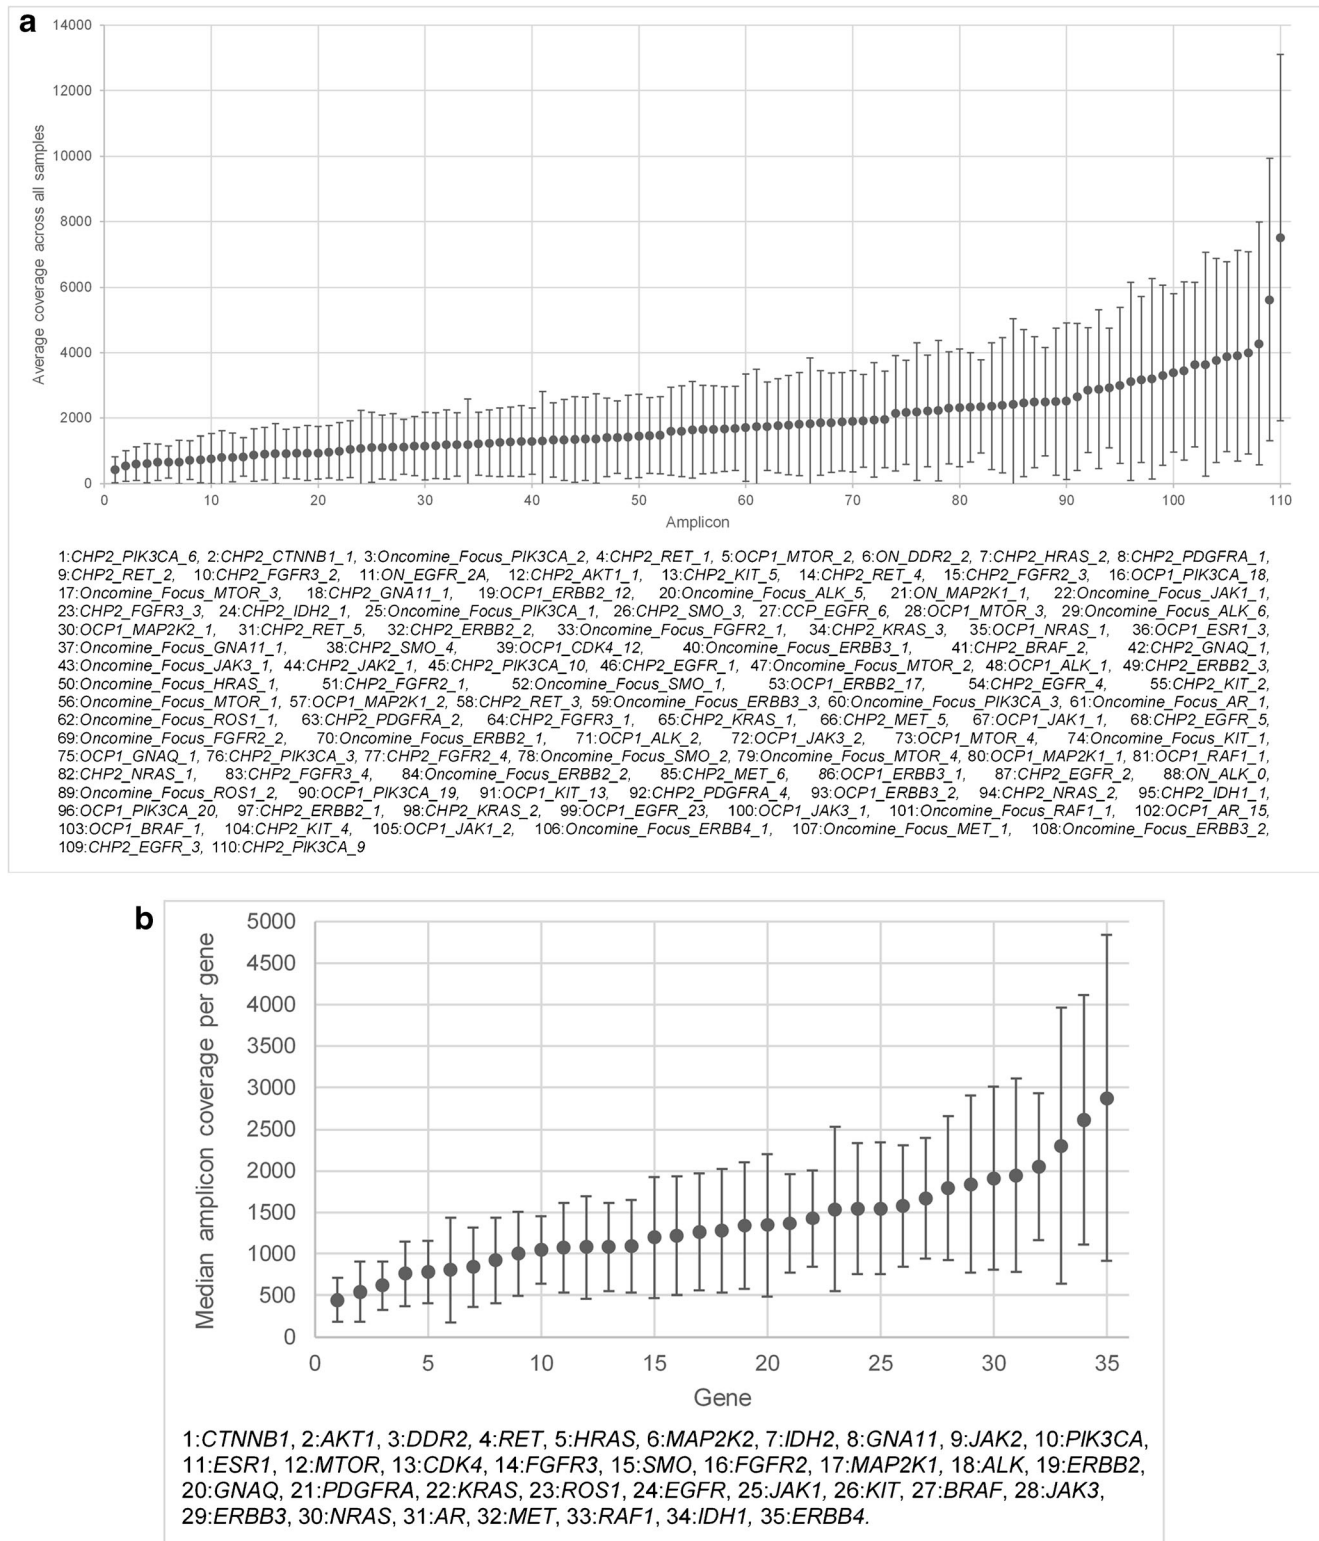 a
14000
12000
10000
8000
6000
4000
2000
0
Average coverage across all samples
0 10 20 30 40 50 60 70 80 90 100 110
Amplicon
1:CHP2_PIK3CA_6, 2:CHP2_CTNNB1_1, 3:Oncomine_Focus_PIK3CA_2, 4:CHP2_RET_1, 5:OCP1_MTOR_2, 6:ON_DDR2_2, 7:CHP2_HRAS_2, 8:CHP2_PDGFRA_1,
9:CHP2_RET_2, 10:CHP2_FGFR3_2, 11:ON_EGFR_2A, 12:CHP2_AKT1_1, 13:CHP2_KIT_5, 14:CHP2_RET_4, 15:CHP2_FGFR2_3, 16:OCP1_PIK3CA_18,
17:Oncomine_Focus_MTOR_3, 18:CHP2_GNA11_1, 19:OCP1_ERBB2_12, 20:Oncomine_Focus_ALK_5, 21:ON_MAP2K1_1, 22:Oncomine_Focus_JAK1_1,
23:CHP2_FGFR3_3, 24:CHP2_IDH2_1, 25:Oncomine_Focus_PIK3CA_1, 26:CHP2_SMO_3, 27:CCP_EGFR_6, 28:OCP1_MTOR_3, 29:Oncomine_Focus_ALK_6,
30:OCP1_MAP2K2_1, 31:CHP2_RET_5, 32:CHP2_ERBB2_2, 33:Oncomine_Focus_FGFR2_1, 34:CHP2_KRAS_3, 35:OCP1_NRAS_1, 36:OCP1_ESR1_3,
37:Oncomine_Focus_GNA11_1, 38:CHP2_SMO_4, 39:OCP1_CDK4_12, 40:Oncomine_Focus_ERBB3_1, 41:CHP2_BRAF_2, 42:CHP2_GNAQ_1,
43:Oncomine_Focus_JAK3_1, 44:CHP2_JAK2_1, 45:CHP2_PIK3CA_10, 46:CHP2_EGFR_1, 47:Oncomine_Focus_MTOR_2, 48:OCP1_ALK_1, 49:CHP2_ERBB2_3,
50:Oncomine_Focus_HRAS_1, 51:CHP2_FGFR2_1, 52:Oncomine_Focus_SMO_1, 53:OCP1_ERBB2_17, 54:CHP2_EGFR_4, 55:CHP2_KIT_2,
56:Oncomine_Focus_MTOR_1, 57:OCP1_MAP2K1_2, 58:CHP2_RET_3, 59:Oncomine_Focus_ERBB3_3, 60:Oncomine_Focus_PIK3CA_3, 61:Oncomine_Focus_AR_1,
62:Oncomine_Focus_ROS1_1, 63:CHP2_PDGFRA_2, 64:CHP2_FGFR3_1, 65:CHP2_KRAS_1, 66:CHP2_MET_5, 67:OCP1_JAK1_1, 68:CHP2_EGFR_5,
69:Oncomine_Focus_FGFR2_2, 70:Oncomine_Focus_ERBB2_1, 71:OCP1_ALK_2, 72:OCP1_JAK3_2, 73:OCP1_MTOR_4, 74:Oncomine_Focus_KIT_1,
75:OCP1_GNAQ_1, 76:CHP2_PIK3CA_3, 77:CHP2_FGFR2_4, 78:Oncomine_Focus_SMO_2, 79:Oncomine_Focus_MTOR_4, 80:OCP1_MAP2K1_1, 81:OCP1_RAF1_1,
82:CHP2_NRAS_1, 83:CHP2_FGFR3_4, 84:Oncomine_Focus_ERBB2_2, 85:CHP2_MET_6, 86:OCP1_ERBB3_1, 87:CHP2_EGFR_2, 88:ON_ALK_0,
89:Oncomine_Focus_ROS1_2, 90:OCP1_PIK3CA_19, 91:OCP1_KIT_13, 92:CHP2_PDGFRA_4, 93:OCP1_ERBB3_2, 94:CHP2_NRAS_2, 95:CHP2_IDH1_1,
96:OCP1_PIK3CA_20, 97:CHP2_ERBB2_1, 98:CHP2_KRAS_2, 99:OCP1_EGFR_23, 100:OCP1_JAK3_1, 101:Oncomine_Focus_RAF1_1, 102:OCP1_AR_15,
103:OCP1_BRAF_1, 104:CHP2_KIT_4, 105:OCP1_JAK1_2, 106:Oncomine_Focus_ERBB4_1, 107:Oncomine_Focus_MET_1, 108:Oncomine_Focus_ERBB3_2,
109:CHP2_EGFR_3, 110:CHP2_PIK3CA_9
b
5000
4500
4000
3500
3000
2500
2000
1500
1000
500
0
Median amplicon coverage per gene
0 5 10 15 20 25 30 35
Gene
1:CTNNB1, 2:AKT1, 3:DDR2, 4:RET, 5:HRAS, 6:MAP2K2, 7:IDH2, 8:GNA11, 9:JAK2, 10:PIK3CA,
11:ESR1, 12:MTOR, 13:CDK4, 14:FGFR3, 15:SMO, 16:FGFR2, 17:MAP2K1, 18:ALK, 19:ERBB2,
20:GNAQ, 21:PDGFRA, 22:KRAS, 23:ROS1, 24:EGFR, 25:JAK1, 26:KIT, 27:BRAF, 28:JAK3,
29:ERBB3, 30:NRAS, 31:AR, 32:MET, 33:RAF1, 34:IDH1, 35:ERBB4.